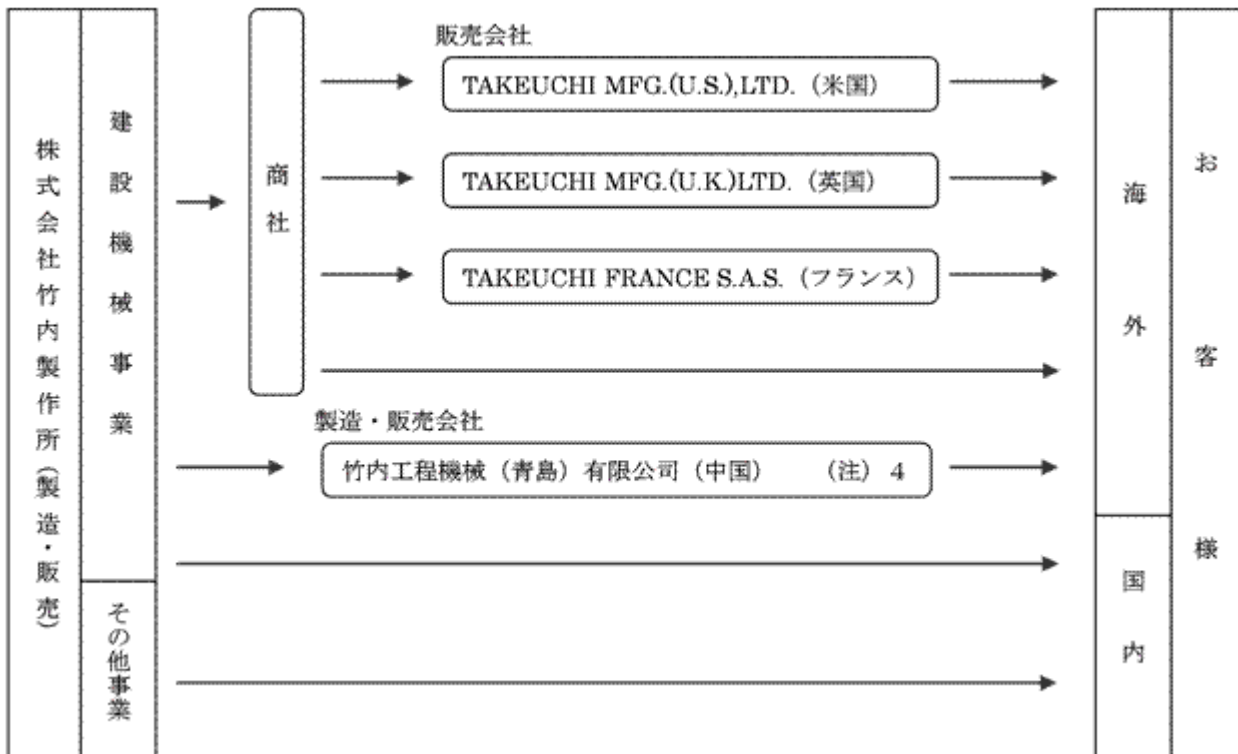 株式会社竹内製作所(製造・販売)
建設機械事業
その他事業
商社
販売会社
TAKEUCHI MFG.(U.S.),LTD.（米国）
TAKEUCHI MFG.(U.K.)LTD.（英国）
TAKEUCHI FRANCE S.A.S.（フランス）
製造・販売会社
竹内工程機械（青島）有限公司（中国）　（注）4
海外
国内
お客様